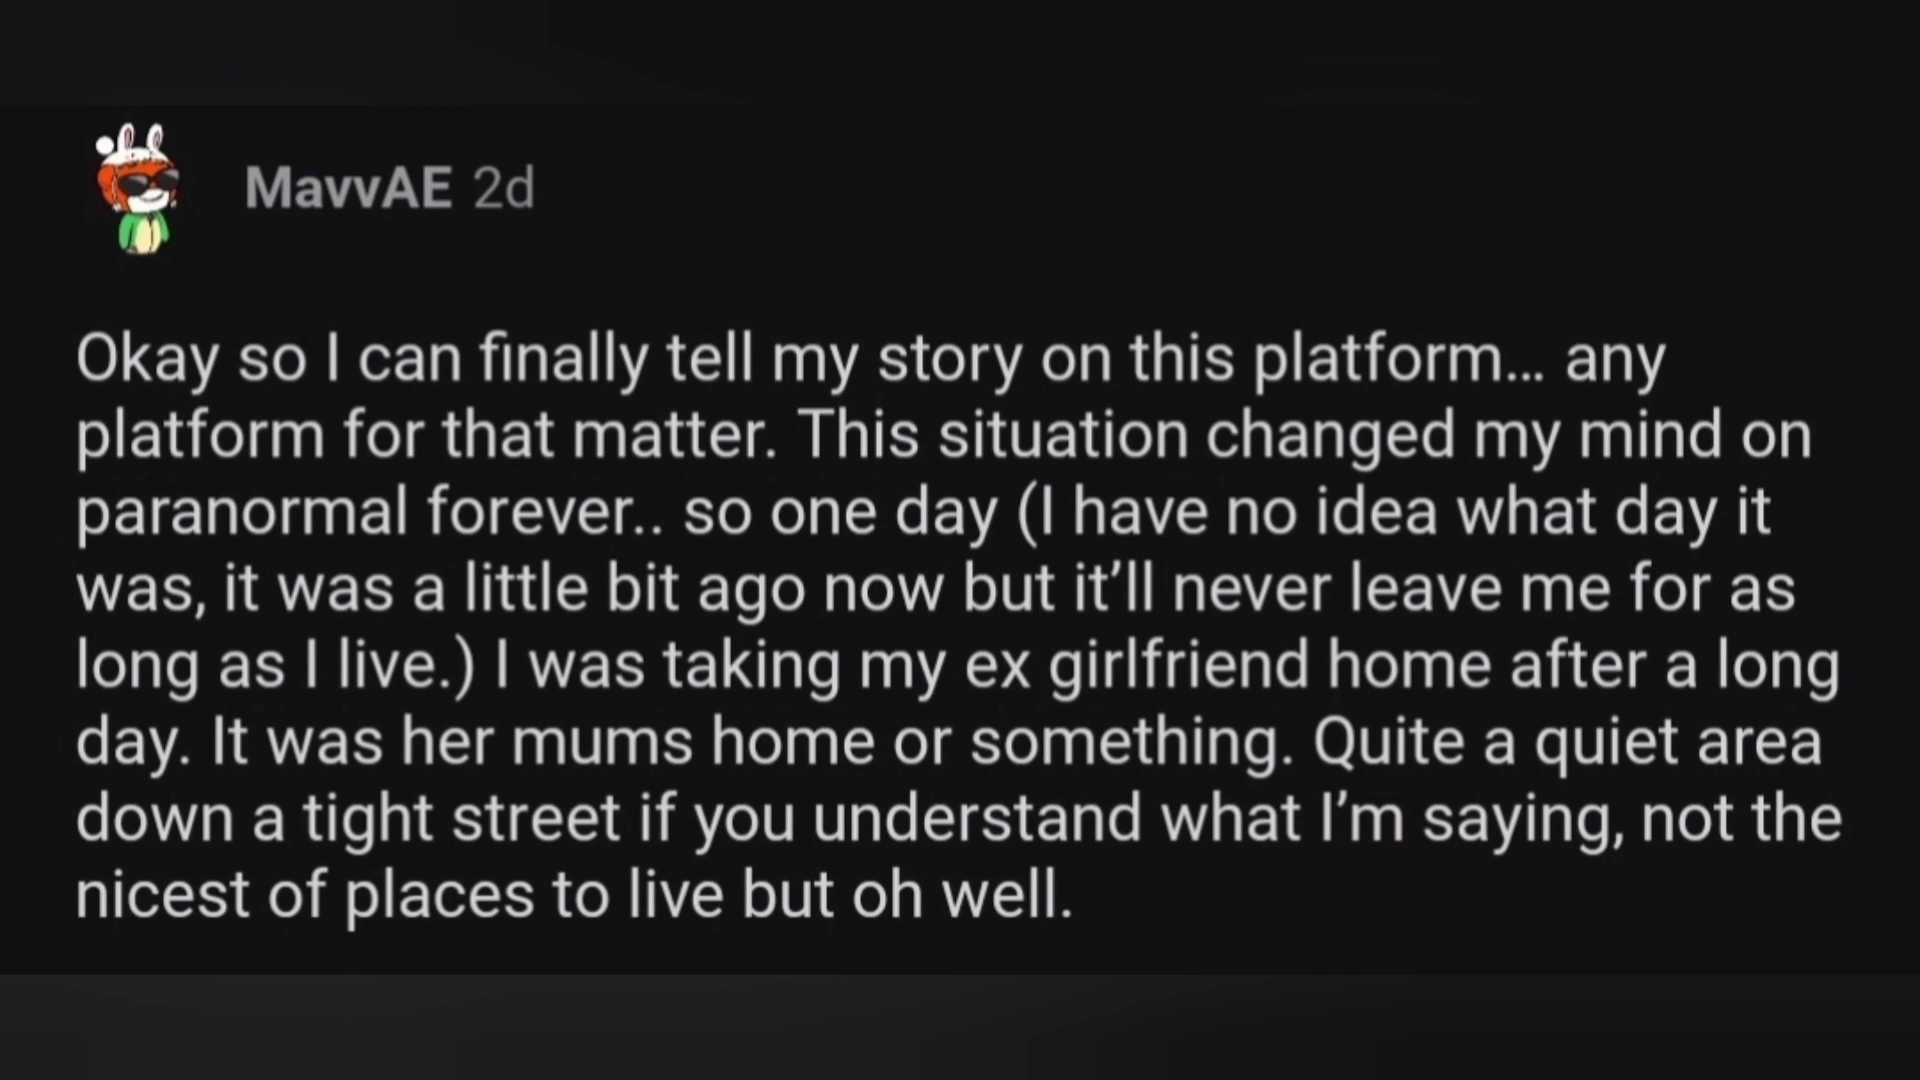 MavvAE 2d
Okay so I can finally tell my story on this platform... any
platform for that matter. This situation changed my mind on
paranormal forever.. so one day (I have no idea what day it
was, it was a little bit ago now but it’ll never leave me for as
long as I live.) I was taking my ex girlfriend home after a long
day. It was her mums home or something. Quite a quiet area
down a tight street if you understand what I’m saying, not the
nicest of places to live but oh well.